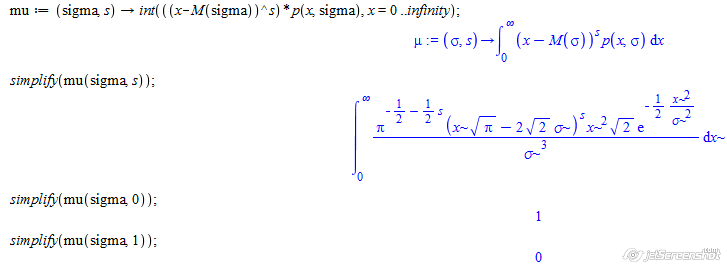 mu := (sigma, s) → int(((x-M(sigma))^s)*p(x, sigma), x = 0 ..infinity);
μ := (σ, s) → ∫₀^∞ (x − M(σ))^s p(x, σ) dx
simplify(mu(sigma, s));
∫₀^∞ (π^(-1/2 - 1/2 s) (x~ √π − 2 √2 σ~)^s x~^2 √2 e^(-1/2 x~^2/σ~^2))/σ~^3 dx~
simplify(mu(sigma, 0));
1
simplify(mu(sigma, 1));
0
jetScreenshot